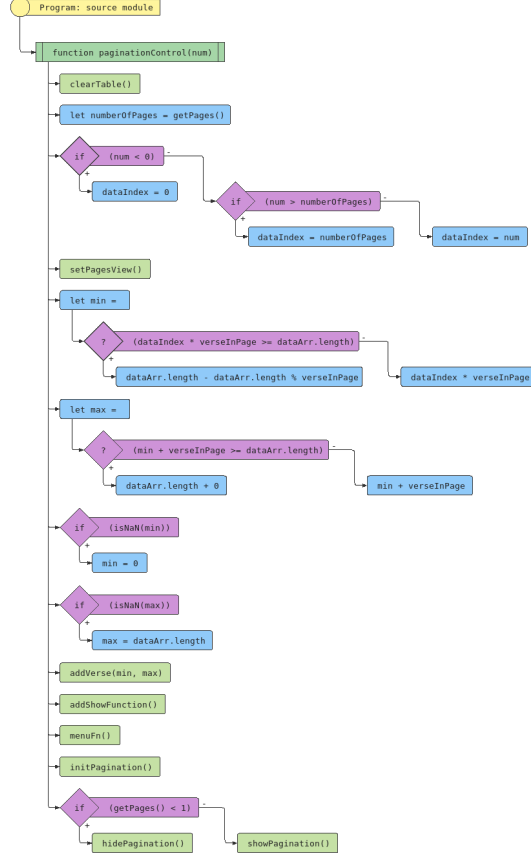 Program: source module
function paginationControl(num)
clearTable()
let numberOfPages = getPages()
if (num < 0) -
+
dataIndex = 0
if (num > numberOfPages) -
+
dataIndex = numberOfPages
dataIndex = num
setPagesView()
let min =
? (dataIndex * verseInPage >= dataArr.length) -
+
dataArr.length - dataArr.length % verseInPage
dataIndex * verseInPage
let max =
? (min + verseInPage >= dataArr.length) -
+
dataArr.length + 0
min + verseInPage
if (isNaN(min))
+
min = 0
if (isNaN(max))
+
max = dataArr.length
addVerse(min, max)
addShowFunction()
menuFn()
initPagination()
if (getPages() < 1) -
+
hidePagination()
showPagination()